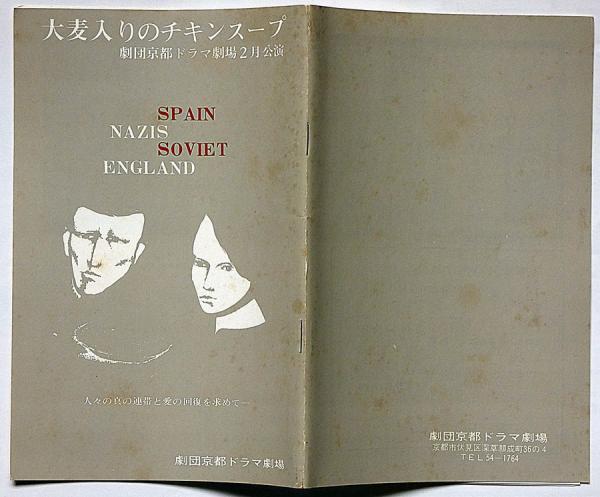 大麦入りのチキンスープ
劇団京都ドラマ劇場2月公演
SPAIN
NAZIS
SOVIET
ENGLAND
人々の真の連帯と愛の回復を求めて—
劇団京都ドラマ劇場
劇団京都ドラマ劇場
京都市伏見区深草願成町36の4
TEL 54—1764